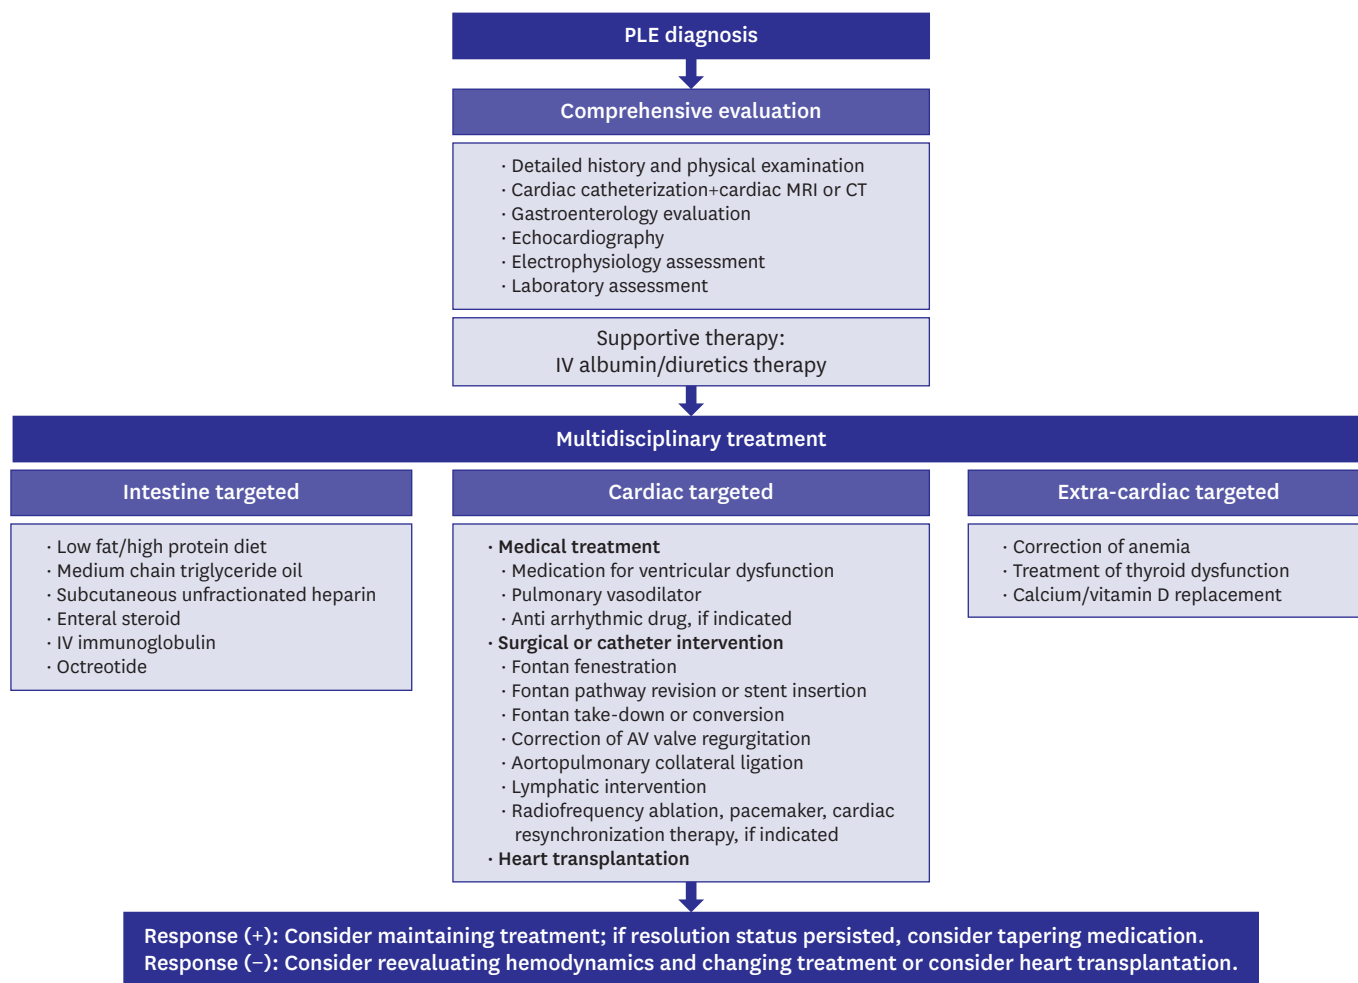 PLE diagnosis
Comprehensive evaluation
· Detailed history and physical examination
· Cardiac catheterization+cardiac MRI or CT
· Gastroenterology evaluation
· Echocardiography
· Electrophysiology assessment
· Laboratory assessment
Supportive therapy:
IV albumin/diuretics therapy
Multidisciplinary treatment
Intestine targeted
· Low fat/high protein diet
· Medium chain triglyceride oil
· Subcutaneous unfractionated heparin
· Enteral steroid
· IV immunoglobulin
· Octreotide
Cardiac targeted
· Medical treatment
· Medication for ventricular dysfunction
· Pulmonary vasodilator
· Anti arrhythmic drug, if indicated
· Surgical or catheter intervention
· Fontan fenestration
· Fontan pathway revision or stent insertion
· Fontan take-down or conversion
· Correction of AV valve regurgitation
· Aortopulmonary collateral ligation
· Lymphatic intervention
· Radiofrequency ablation, pacemaker, cardiac
resynchronization therapy, if indicated
· Heart transplantation
Extra-cardiac targeted
· Correction of anemia
· Treatment of thyroid dysfunction
· Calcium/vitamin D replacement
Response (+): Consider maintaining treatment; if resolution status persisted, consider tapering medication.
Response (−): Consider reevaluating hemodynamics and changing treatment or consider heart transplantation.